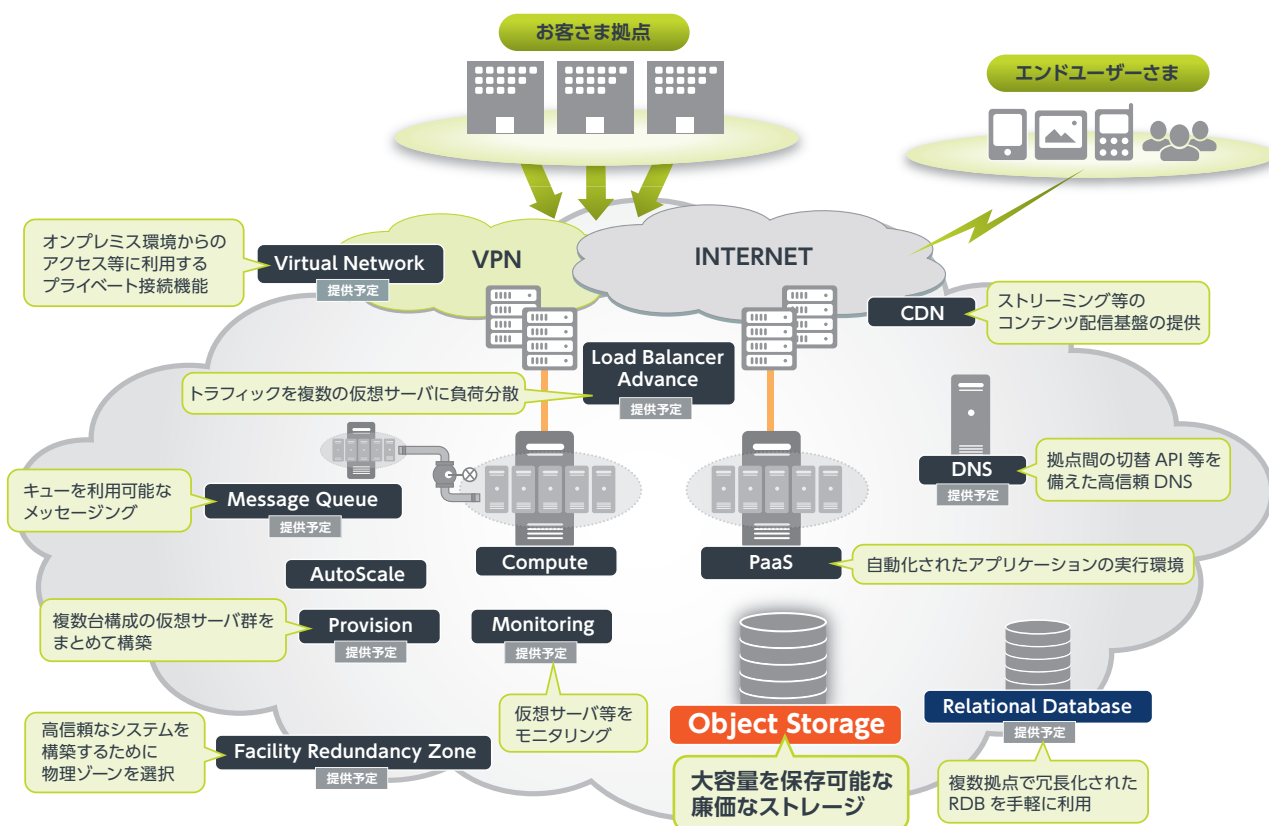 お客さま拠点
エンドユーザーさま
オンプレミス環境からの
アクセス等に利用する
プライベート接続機能
Virtual Network
提供予定
VPN
INTERNET
CDN
ストリーミング等の
コンテンツ配信基盤の提供
Load Balancer
Advance
提供予定
トラフィックを複数の仮想サーバに負荷分散
DNS
提供予定
拠点間の切替 API 等を
備えた高信頼 DNS
キューを利用可能な
メッセージング
Message Queue
提供予定
Compute
PaaS
自動化されたアプリケーションの実行環境
AutoScale
複数台構成の仮想サーバ群を
まとめて構築
Provision
提供予定
Monitoring
提供予定
仮想サーバ等を
モニタリング
Object Storage
大容量を保存可能な
廉価なストレージ
Relational Database
提供予定
複数拠点で冗長化された
RDB を手軽に利用
高信頼なシステムを
構築するために
物理ゾーンを選択
Facility Redundancy Zone
提供予定